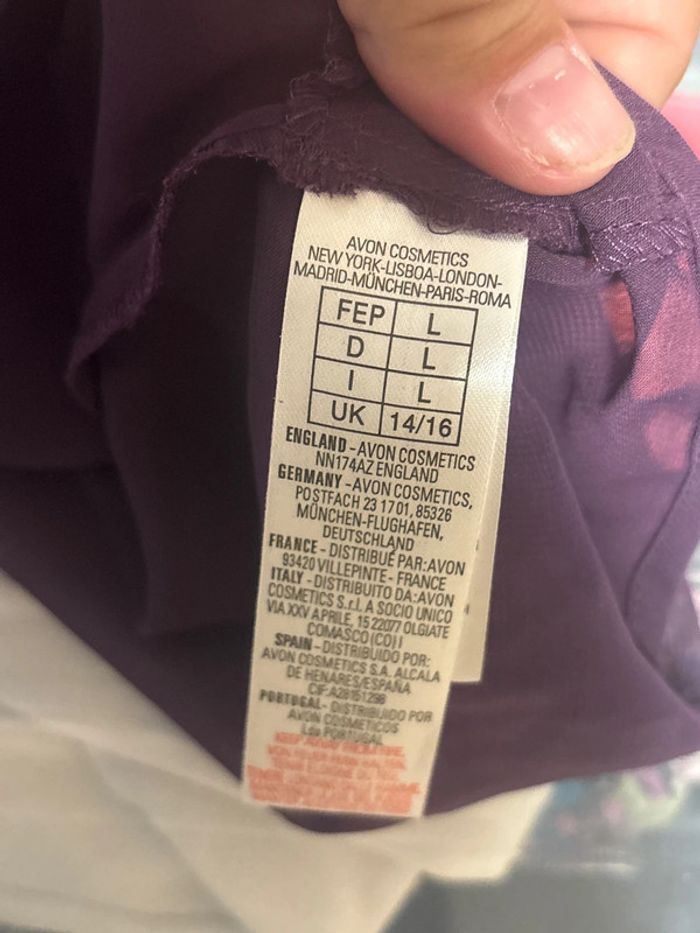 AVON COSMETICS
NEW YORK-LISBOA-LONDON-
MADRID-MÜNCHEN-PARIS-ROMA
FEP L
D L
I L
UK 14/16
ENGLAND - AVON COSMETICS
NN174AZ ENGLAND
GERMANY - AVON COSMETICS,
POSTFACH 23 1701, 85326
MÜNCHEN-FLUGHAFEN,
DEUTSCHLAND
FRANCE - DISTRIBUÉ PAR:AVON
93420 VILLEPINTE - FRANCE
ITALY - DISTRIBUITO DA:AVON
COSMETICS S.r.l. A SOCIO UNICO
VIA XXV APRILE, 15 22077 OLGIATE
COMASCO (CO) I
SPAIN - DISTRIBUIDO POR:
AVON COSMETICS S.A. ALCALA
DE HENARES/ESPAÑA
CIF:A28151298
PORTUGAL - DISTRIBUIDO POR
AVON COSMETICOS
Lda PORTUGAL